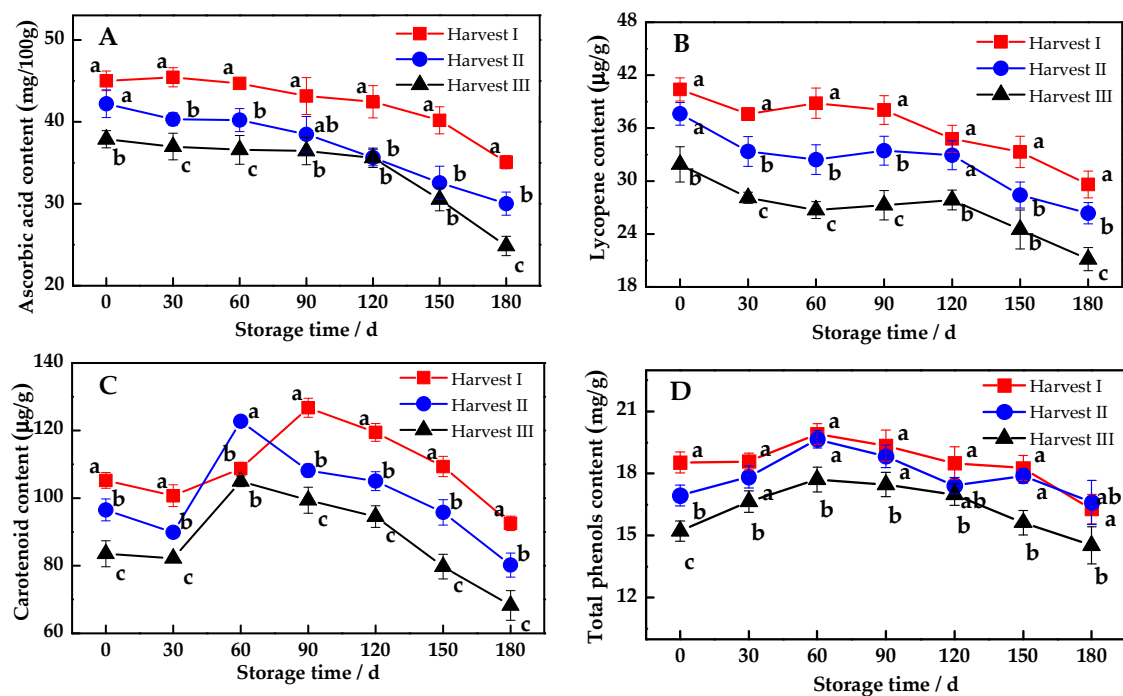 A
Harvest I
Harvest II
Harvest III
Ascorbic acid content (mg/100g)
50
40
30
20
a a a a a a a
a b b ab b b b
b c c b b b c
0 30 60 90 120 150 180
Storage time / d
B
Harvest I
Harvest II
Harvest III
Lycopene content (μg/g)
48
42
36
30
24
18
a a a a a a a
a b b b a b b
b c c c b b c
0 30 60 90 120 150 180
Storage time / d
C
Harvest I
Harvest II
Harvest III
Carotenoid content (μg/g)
140
120
100
80
60
a a b a a a a
b b a b b b b
c c b c c c c
0 30 60 90 120 150 180
Storage time / d
D
Harvest I
Harvest II
Harvest III
Total phenols content (mg/g)
21
18
15
12
a a a a a a ab
b a a a ab a a
c b b b b b b
0 30 60 90 120 150 180
Storage time / d